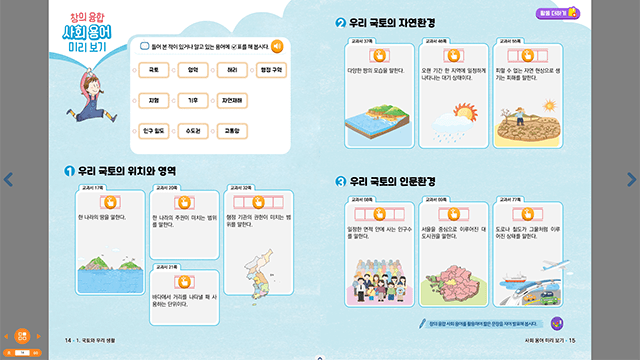 창의 융합
사회 용어
미리 보기
들어 본 적이 있거나 알고 있는 용어에 ✓표를 해 봅시다.
국토
영역
해리
행정 구역
지형
기후
자연재해
인구 밀도
수도권
교통망
1 우리 국토의 위치와 영역
교과서 17쪽
한 나라의 땅을 말한다.
교과서 20쪽
한 나라의 주권이 미치는 범위
를 말한다.
교과서 21쪽
바다에서 거리를 나타낼 때 사
용하는 단위이다.
교과서 32쪽
행정 기관의 권한이 미치는 범
위를 말한다.
14 - 1. 국토와 우리 생활
활동 더하기
2 우리 국토의 자연환경
교과서 37쪽
다양한 땅의 모습을 말한다.
교과서 46쪽
오랜 기간 한 지역에 일정하게
나타나는 대기 상태이다.
교과서 55쪽
피할 수 없는 자연 현상으로 생
기는 피해를 말한다.
3 우리 국토의 인문환경
교과서 68쪽
일정한 면적 안에 사는 인구수
를 말한다.
교과서 69쪽
서울을 중심으로 이루어진 대
도시권을 말한다.
교과서 77쪽
도로나 철도가 그물처럼 이루
어진 상태를 말한다.
창의 융합 사회 용어를 활용하여 짧은 문장을 지어 발표해 봅시다.
사회 용어 미리 보기 - 15